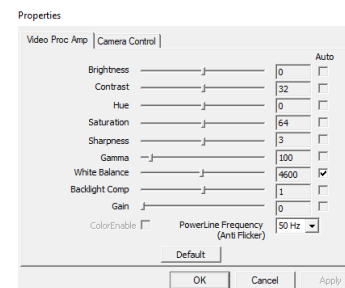 Properties
Video Proc Amp Camera Control
Auto
Brightness 0
Contrast 32
Hue 0
Saturation 64
Sharpness 3
Gamma 100
White Balance 4600
Backlight Comp 1
Gain 0
ColorEnable PowerLine Frequency 50 Hz
(Anti Flicker)
Default
OK Cancel Apply